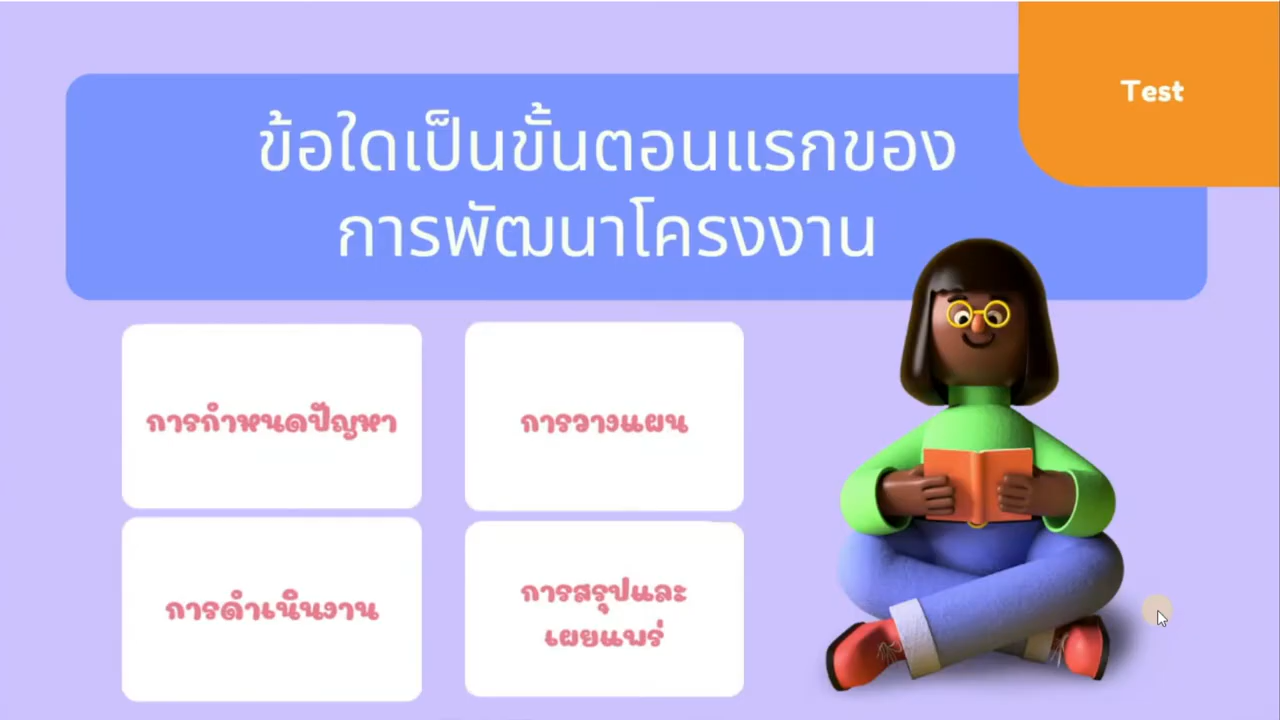 Test
ข้อใดเป็นขั้นตอนแรกของ
การพัฒนาโครงงาน
การกำหนดปัญหา
การวางแผน
การดำเนินงาน
การสรุปและ
เผยแพร่